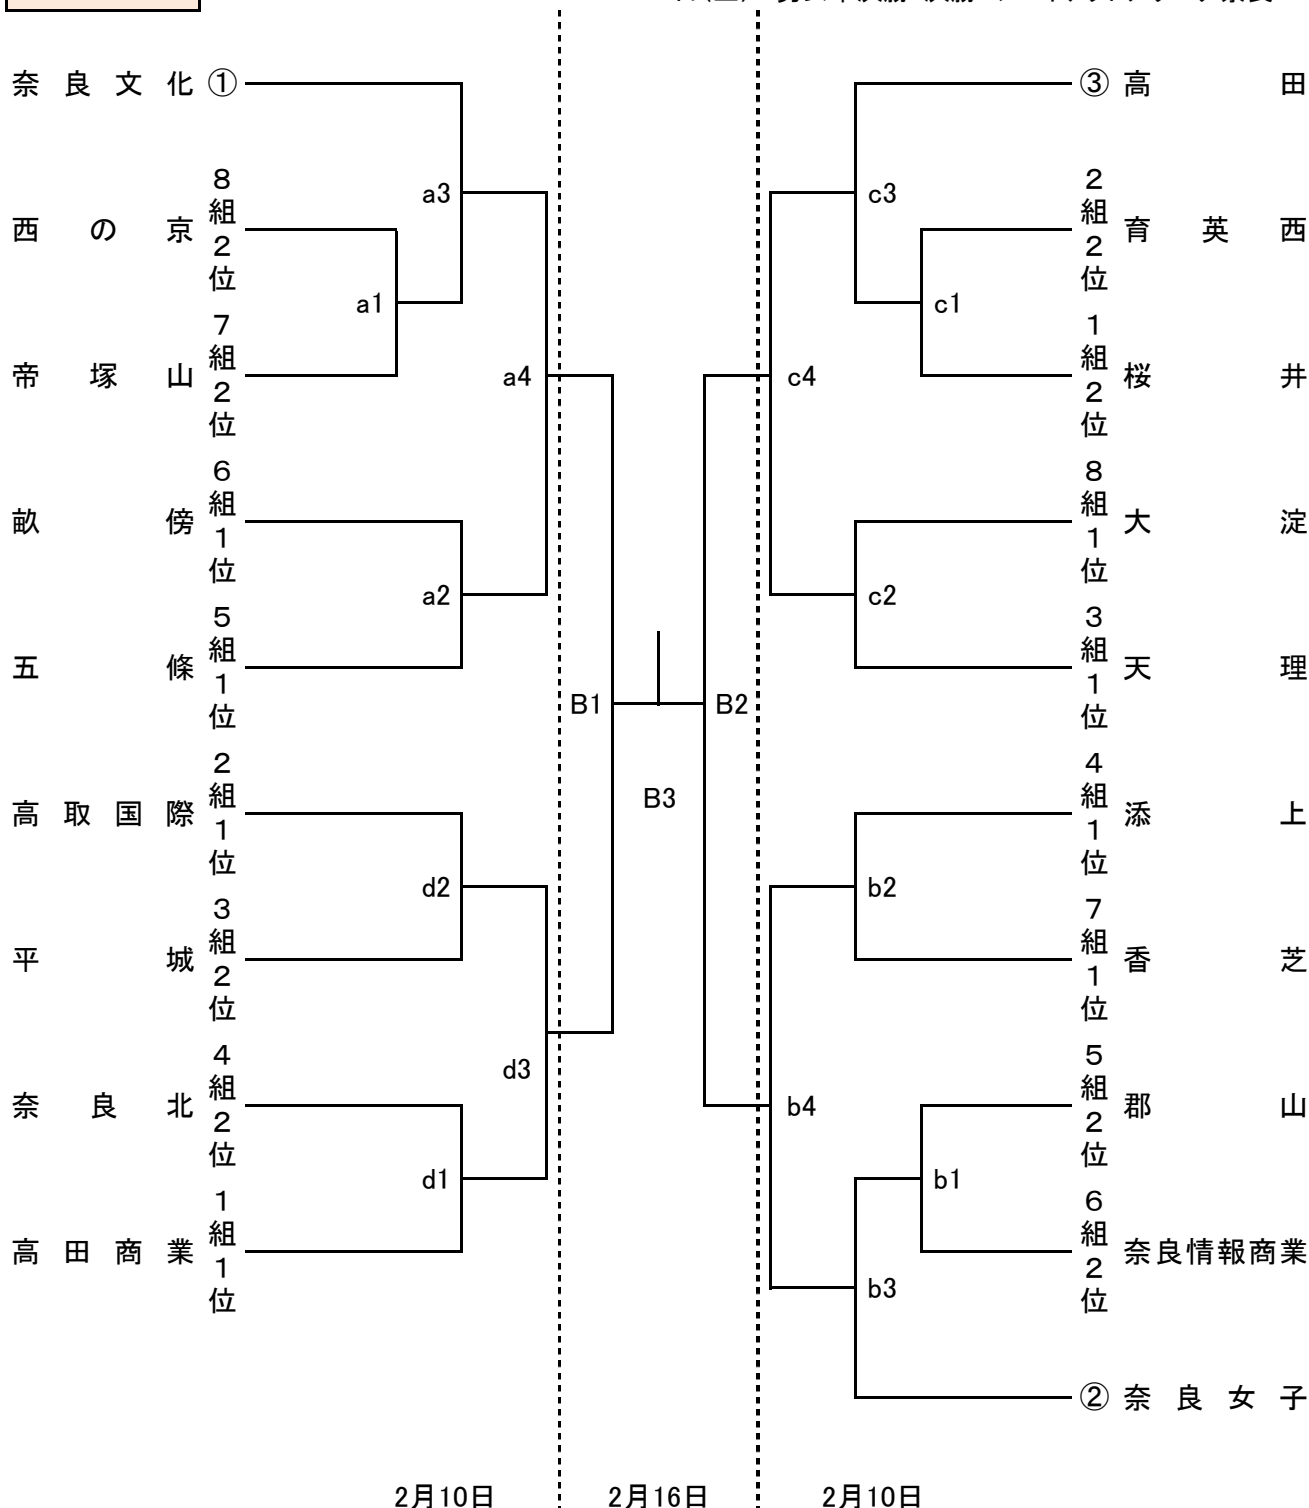 奈良文化 ① ③ 高田
西の京 8組2位 2組2位 育英西
帝塚山 7組2位 1組2位 桜井
畝傍 6組1位 8組1位 大淀
五條 5組1位 3組1位 天理
高取国際 2組1位 4組1位 添上
平城 3組2位 7組1位 香芝
奈良北 4組2位 5組2位 郡山
高田商業 1組1位 6組2位 奈良情報商業
② 奈良女子
a3
a1
a4
a2
d2
d3
d1
B1
B2
B3
c3
c1
c4
c2
b2
b4
b1
b3
2月10日 2月16日 2月10日